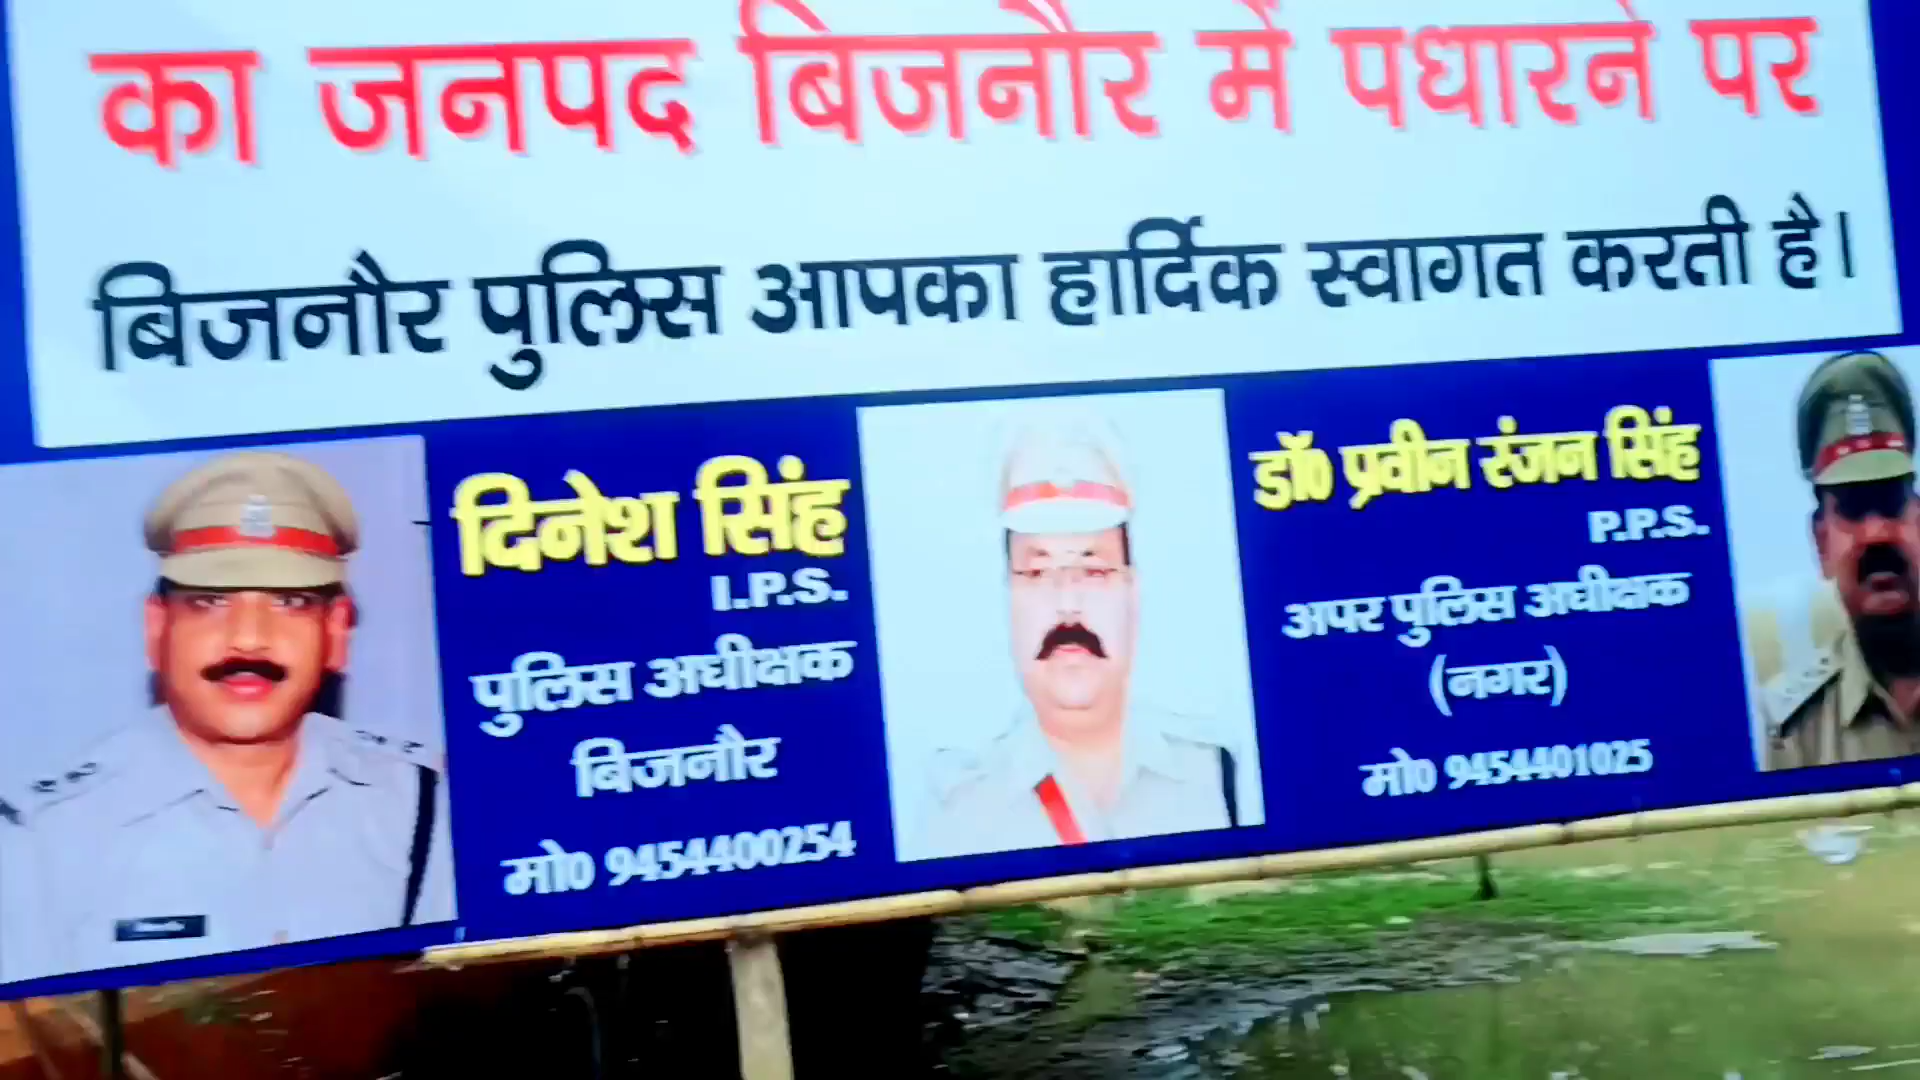 का जनपद बिजनौर में पधारने पर
बिजनौर पुलिस आपका हार्दिक स्वागत करती है।
दिनेश सिंह
I.P.S.
पुलिस अधीक्षक
बिजनौर
मो0 9454400254
डॉ0 प्रवीन रंजन सिंह
P.P.S.
अपर पुलिस अधीक्षक
(नगर)
मो0 9454401025